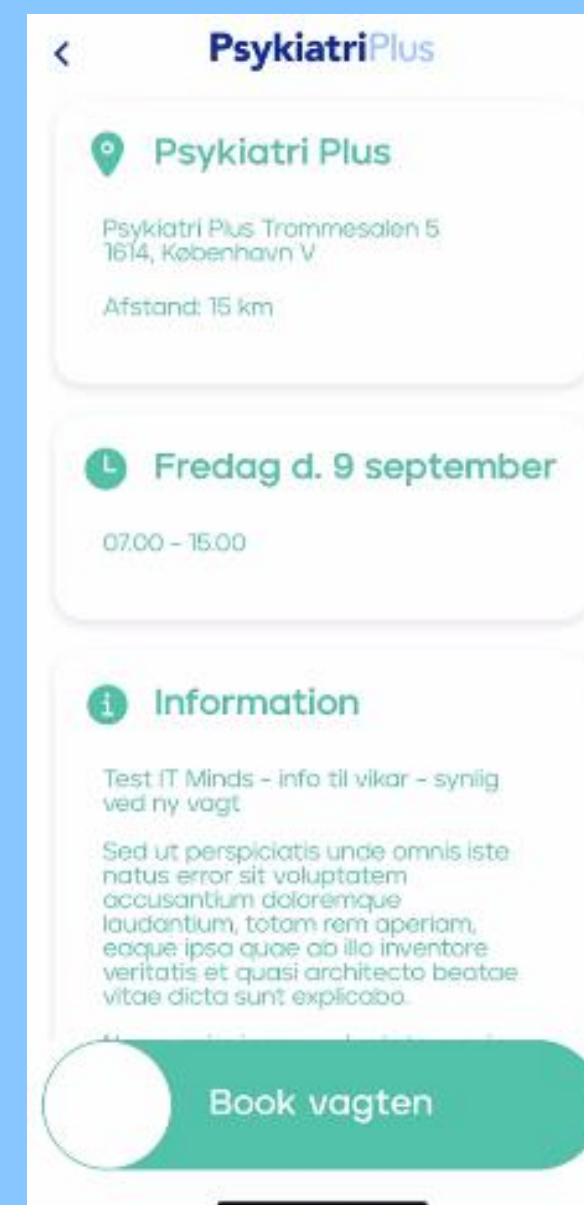 PsykiatriPlus
Psykiatri Plus
Psykiatri Plus Trommesalen 5
1614, København V
Afstand: 15 km
Fredag d. 9 september
07.00 – 15.00
Information
Test IT Minds – info til vikar – synlig
ved ny vagt
Sed ut perspiciatis unde omnis iste
natus error sit voluptatem
accusantium doloremque
laudantium, totam rem aperiam,
eaque ipsa quae ab illo inventore
veritatis et quasi architecto beatae
vitae dicta sunt explicabo.
Book vagten